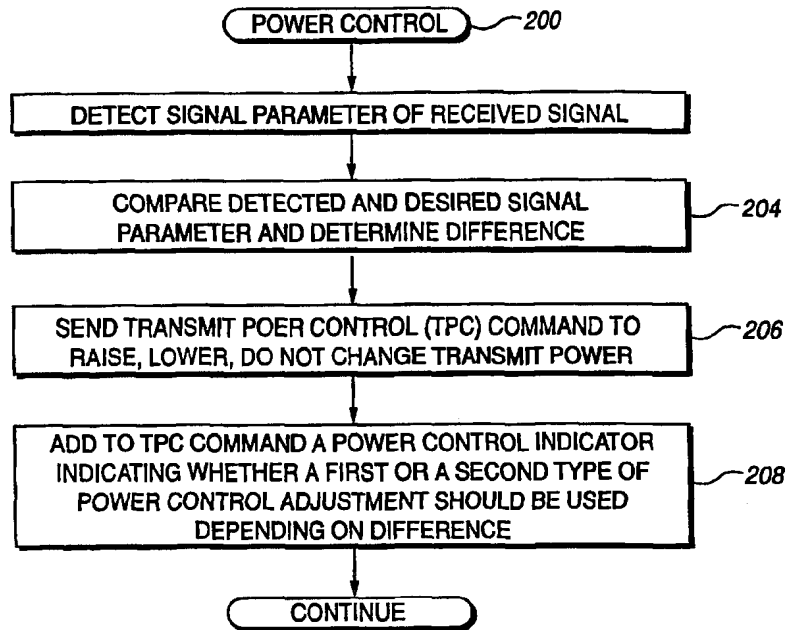 POWER CONTROL
200
DETECT SIGNAL PARAMETER OF RECEIVED SIGNAL
COMPARE DETECTED AND DESIRED SIGNAL
PARAMETER AND DETERMINE DIFFERENCE
204
SEND TRANSMIT POER CONTROL (TPC) COMMAND TO
RAISE, LOWER, DO NOT CHANGE TRANSMIT POWER
206
ADD TO TPC COMMAND A POWER CONTROL INDICATOR
INDICATING WHETHER A FIRST OR A SECOND TYPE OF
POWER CONTROL ADJUSTMENT SHOULD BE USED
DEPENDING ON DIFFERENCE
208
CONTINUE